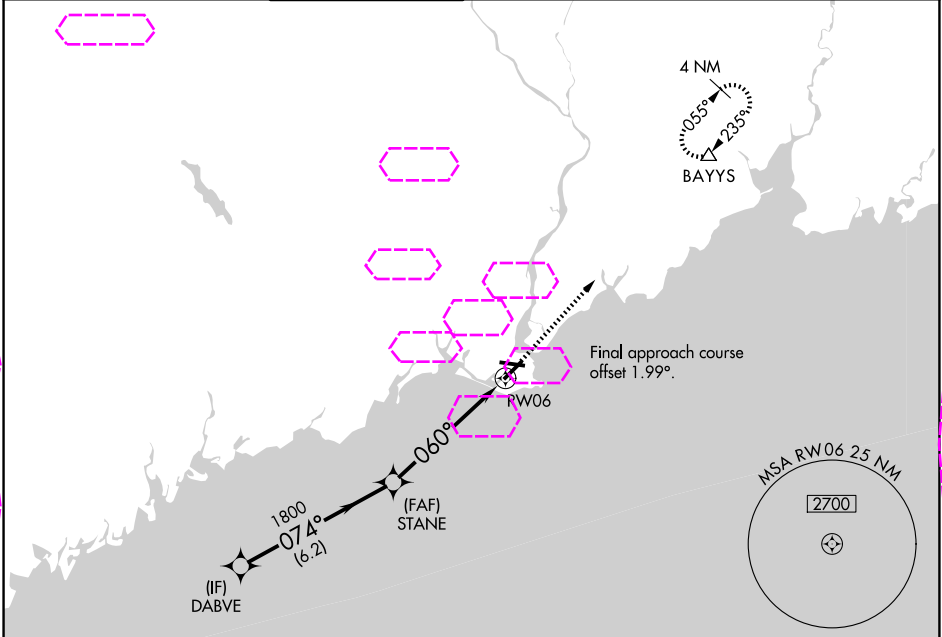 4 NM
055°
235°
BAYYS
Final approach course
offset 1.99°.
RW06
060°
(FAF)
STANE
1800
074°
(6.2)
(IF)
DABVE
MSA RW06 25 NM
2700